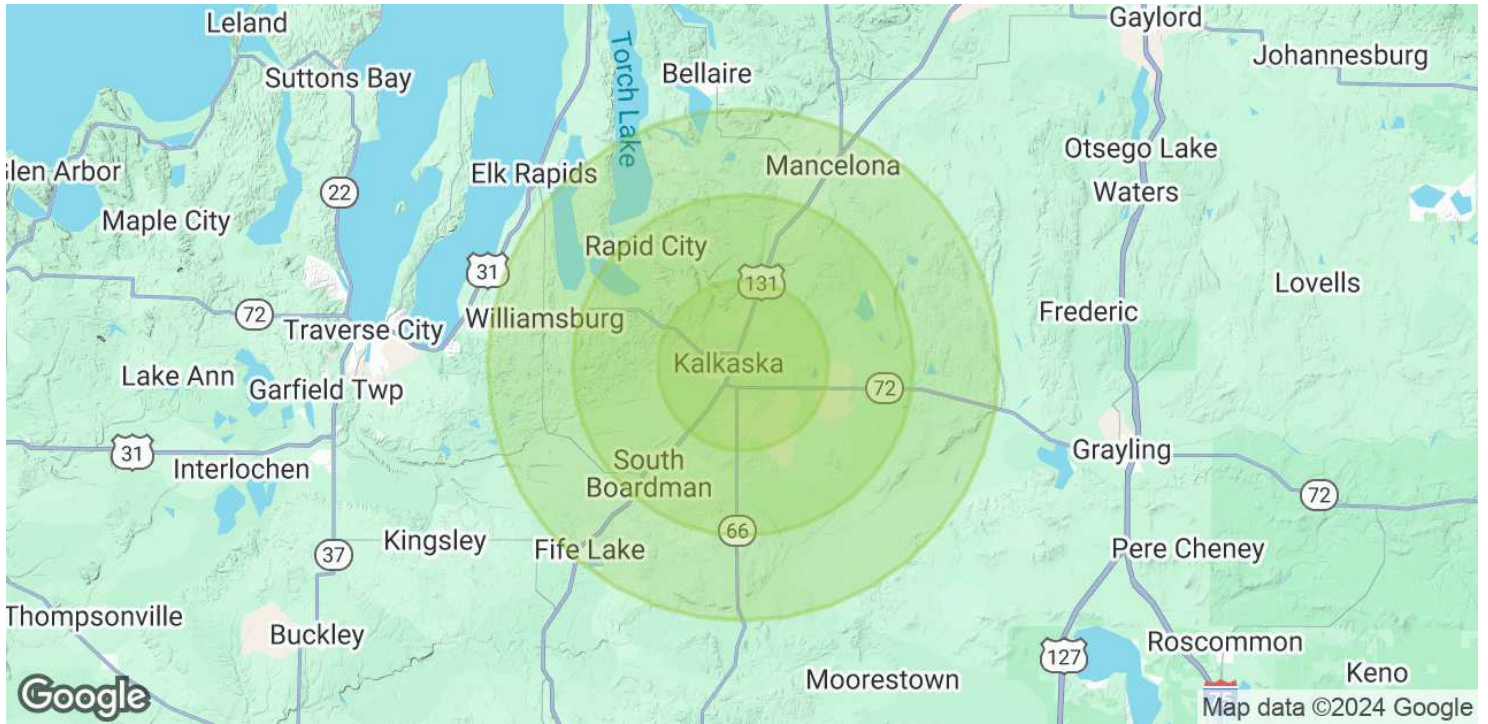 Leland
Gaylord
Johannesburg
Suttons Bay
Bellaire
Torch Lake
Otsego Lake
Glen Arbor
Elk Rapids
Mancelona
22
Waters
Maple City
Rapid City
31
131
Lovells
72
Frederic
Williamsburg
Traverse City
Kalkaska
Lake Ann
Garfield Twp
72
31
Grayling
Interlochen
South
Boardman
72
66
Kingsley
Fife Lake
37
Pere Cheney
Thompsonville
Buckley
Roscommon
127
Moorestown
Keno
Google
Map data ©2024 Google